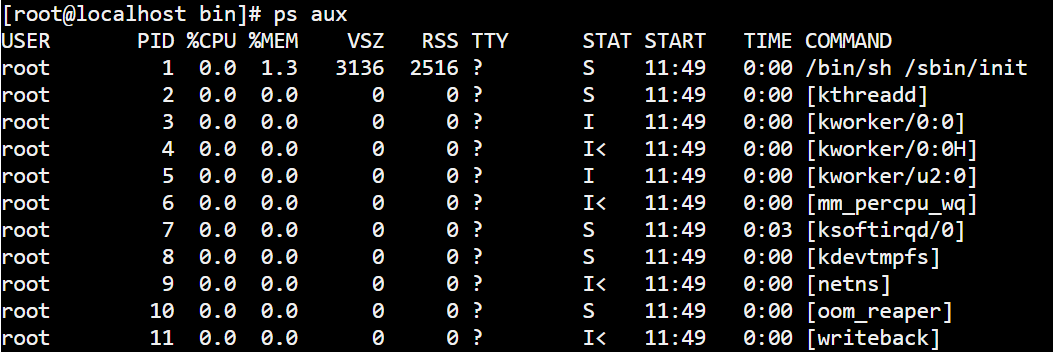 [root@localhost bin]# ps aux
USER       PID %CPU %MEM    VSZ   RSS TTY      STAT START   TIME COMMAND
root         1  0.0  1.3   3136  2516 ?        S    11:49   0:00 /bin/sh /sbin/init
root         2  0.0  0.0      0     0 ?        S    11:49   0:00 [kthreadd]
root         3  0.0  0.0      0     0 ?        I    11:49   0:00 [kworker/0:0]
root         4  0.0  0.0      0     0 ?        I<   11:49   0:00 [kworker/0:0H]
root         5  0.0  0.0      0     0 ?        I    11:49   0:00 [kworker/u2:0]
root         6  0.0  0.0      0     0 ?        I<   11:49   0:00 [mm_percpu_wq]
root         7  0.0  0.0      0     0 ?        S    11:49   0:03 [ksoftirqd/0]
root         8  0.0  0.0      0     0 ?        S    11:49   0:00 [kdevtmpfs]
root         9  0.0  0.0      0     0 ?        I<   11:49   0:00 [netns]
root        10  0.0  0.0      0     0 ?        S    11:49   0:00 [oom_reaper]
root        11  0.0  0.0      0     0 ?        I<   11:49   0:00 [writeback]